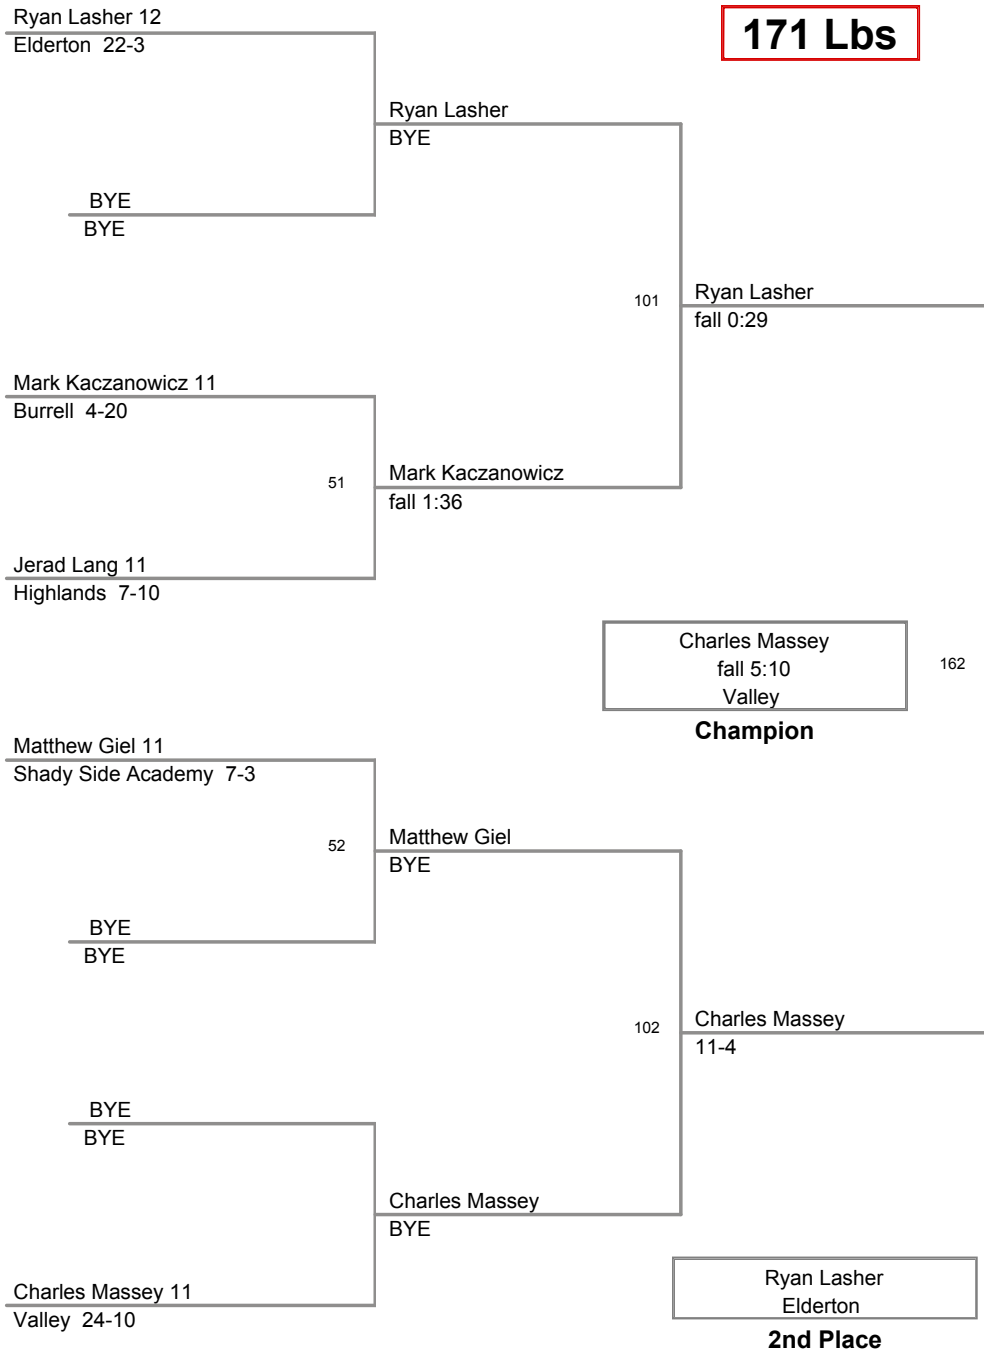 Ryan Lasher 12
Elderton 22-3
171 Lbs
Ryan Lasher
BYE
BYE
BYE
101
Ryan Lasher
fall 0:29
Mark Kaczanowicz 11
Burrell 4-20
51
Mark Kaczanowicz
fall 1:36
Jerad Lang 11
Highlands 7-10
Charles Massey
fall 5:10
Valley
162
Champion
Matthew Giel 11
Shady Side Academy 7-3
52
Matthew Giel
BYE
BYE
BYE
102
Charles Massey
11-4
BYE
BYE
Charles Massey
BYE
Charles Massey 11
Valley 24-10
Ryan Lasher
Elderton
2nd Place